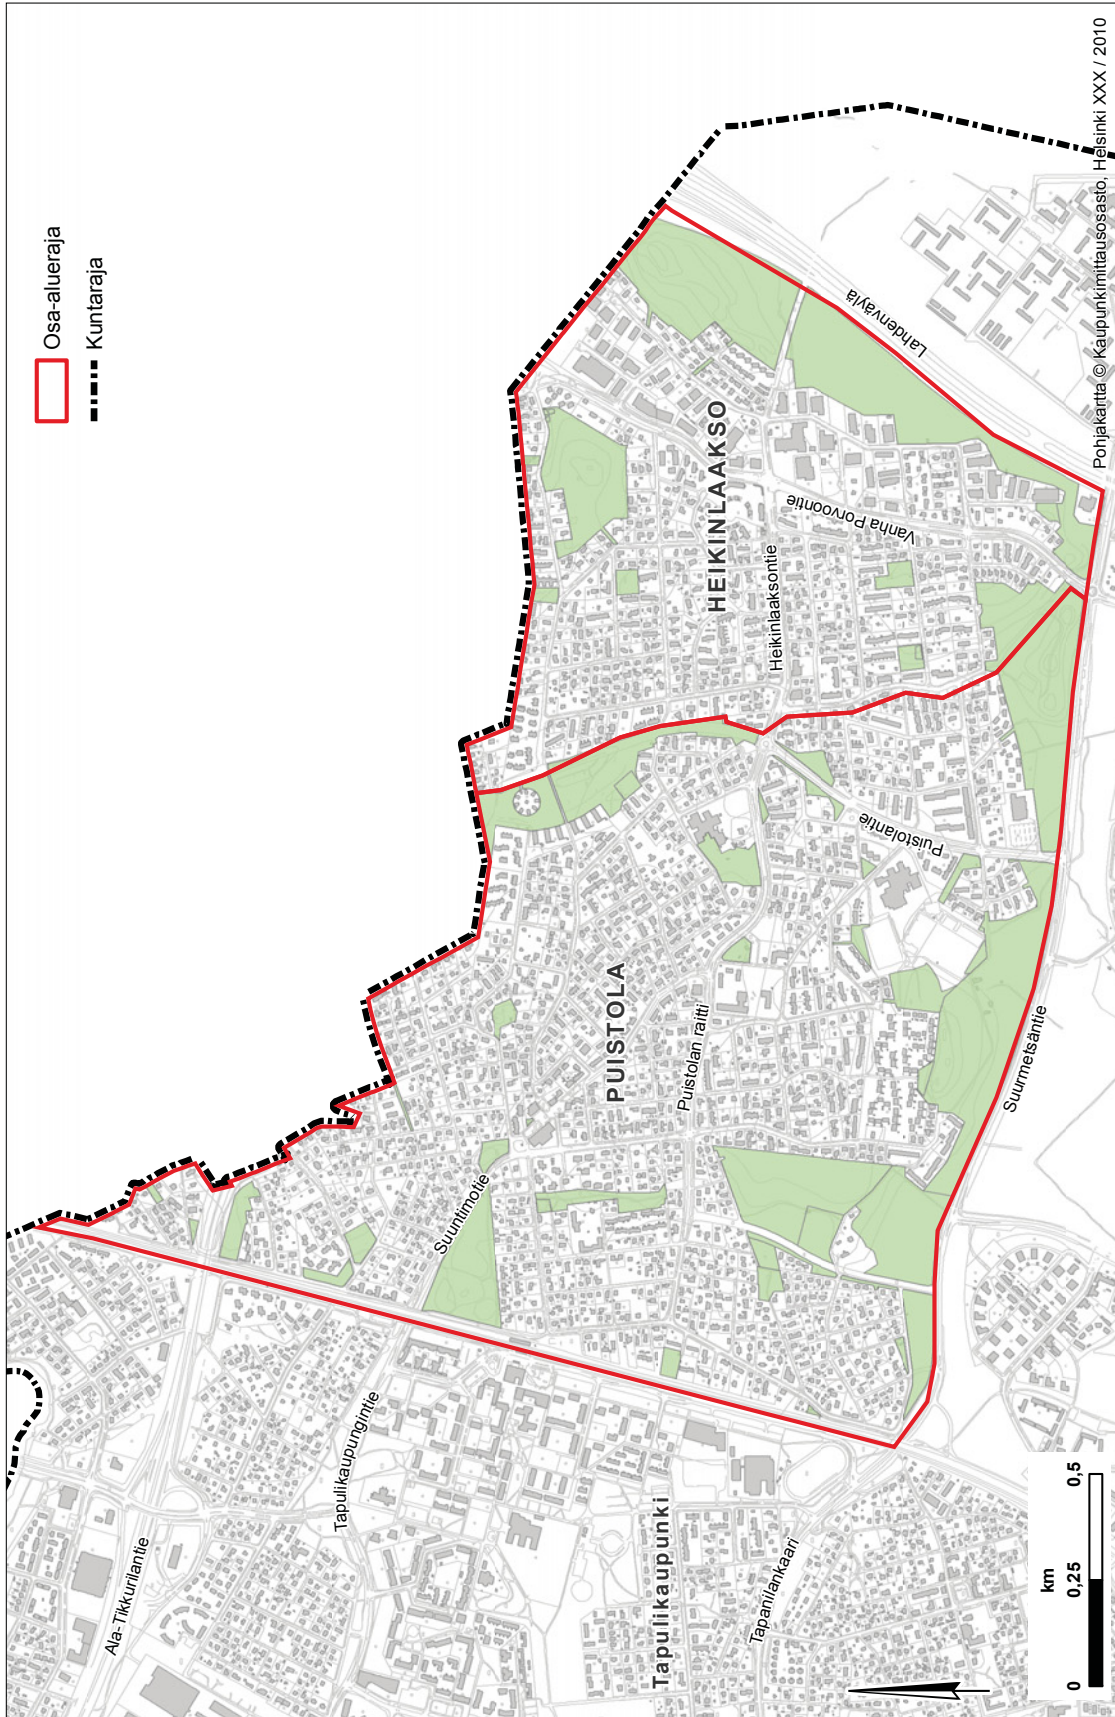 Osa-alueraja
Kuntaraja
Lahdenväylä
HEIKINLAAKSO
Vanha Porvoontie
Heikinlaaksontie
Puistolantie
PUISTOLA
Puistolan raitti
Suurmetsäntie
Suuntimotie
Tapulikaupungintie
Ala-Tikkurilantie
Tapulikaupunki
Tapanilankaari
km
0 0,25 0,5
Pohjakartta © Kaupunkimittausosasto, Helsinki XXX / 2010